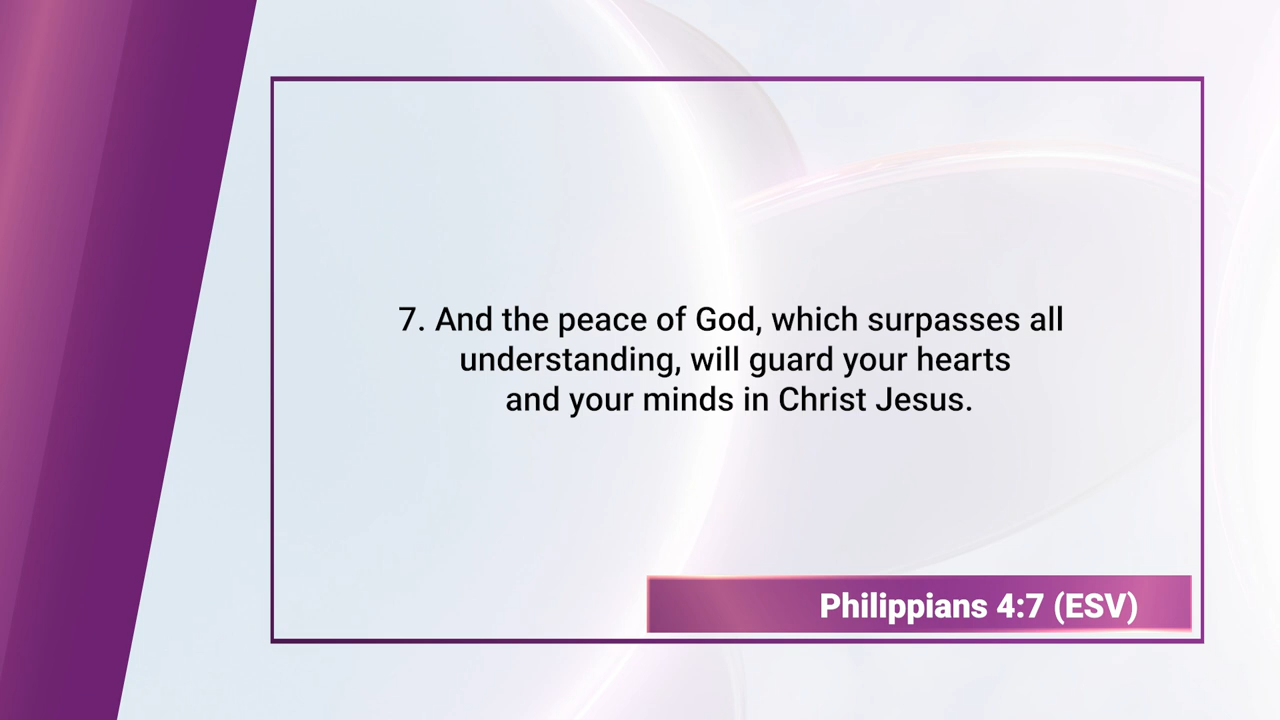 7. And the peace of God, which surpasses all
understanding, will guard your hearts
and your minds in Christ Jesus.
Philippians 4:7 (ESV)